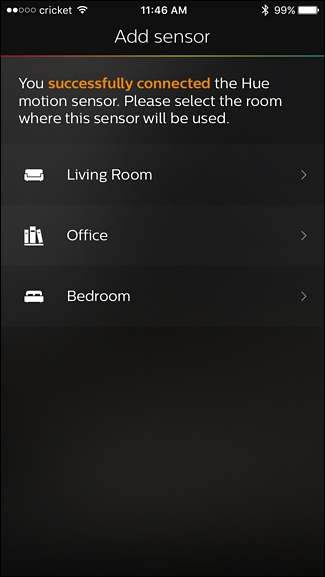 cricket 11:46 AM 99%
Add sensor
You successfully connected the Hue
motion sensor. Please select the room
where this sensor will be used.
Living Room
Office
Bedroom